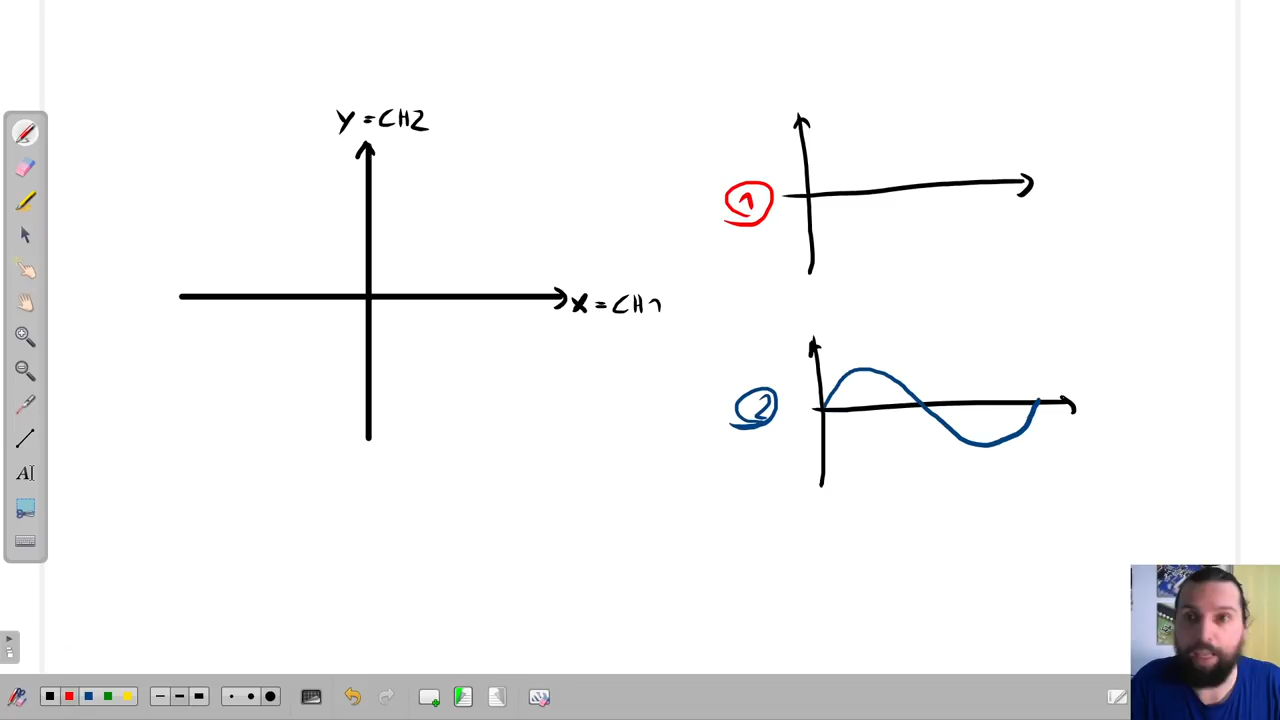 Y = CH2
X = CH1
1
2